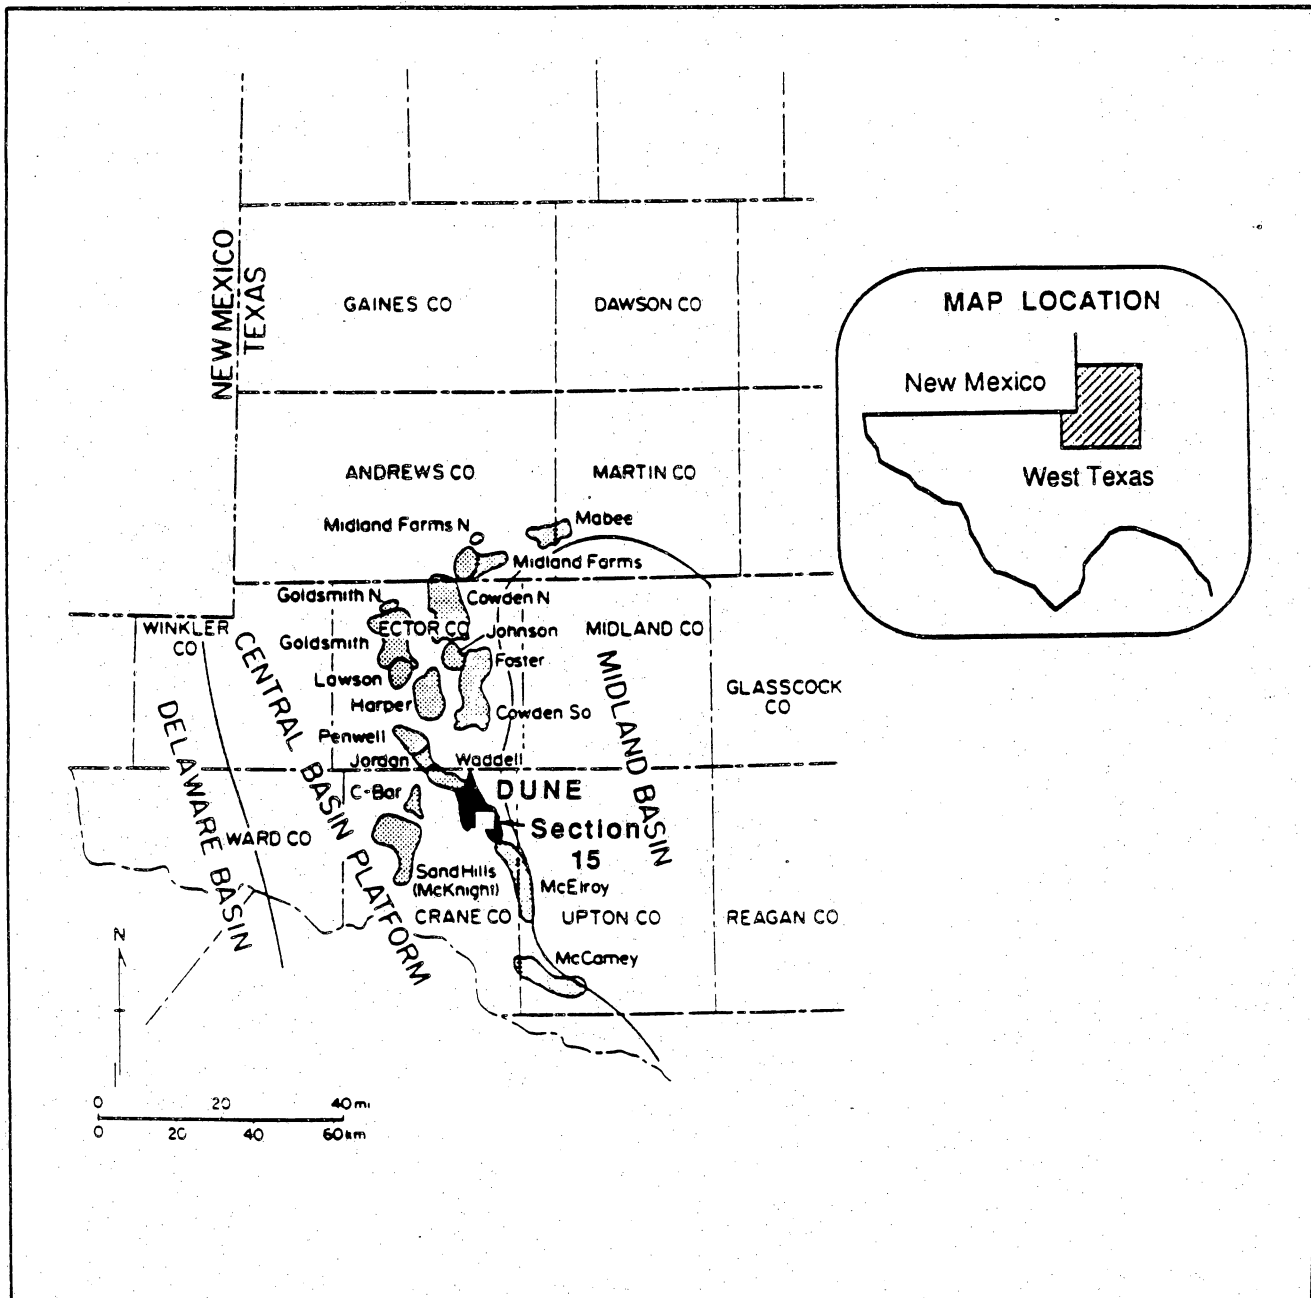 NEW MEXICO
TEXAS
GAINES CO
DAWSON CO
MAP LOCATION
New Mexico
West Texas
ANDREWS CO
MARTIN CO
Midland Farms N
Mabee
Midland Farms
Goldsmith N
Cowden N
WINKLER
CO
ECTOR CO
Johnson
MIDLAND CO
Goldsmith
Foster
Lawson
Harper
Cowden So
GLASSCOCK
CO
CENTRAL BASIN PLATFORM
MIDLAND BASIN
DELAWARE BASIN
Penwell
Jordan
Waddell
C-Bar
DUNE
Section
15
WARD CO
Sand Hills
(McKnight)
McElroy
CRANE CO
UPTON CO
REAGAN CO
McCamey
N
0 20 40 mi
0 20 40 60 km